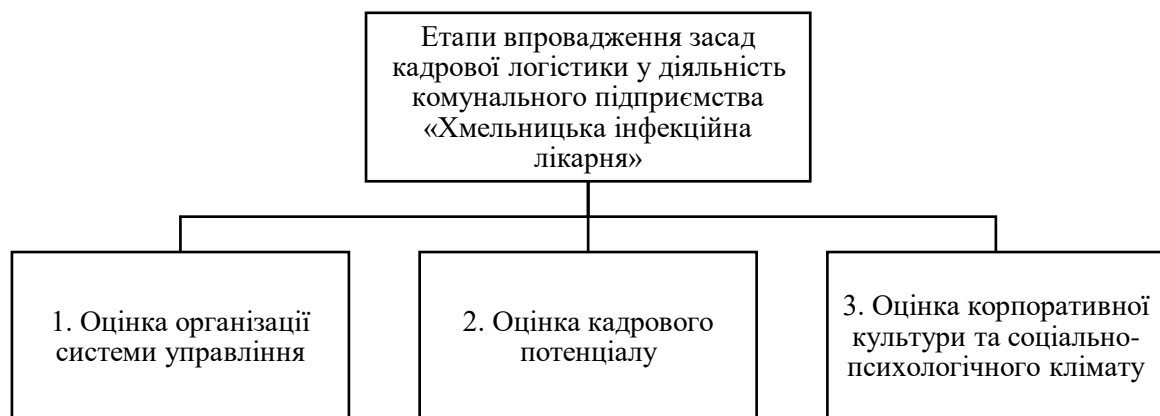 Етапи впровадження засад
кадрової логістики у діяльність
комунального підприємства
«Хмельницька інфекційна
лікарня»
1. Оцінка організації
системи управління
2. Оцінка кадрового
потенціалу
3. Оцінка корпоративної
культури та соціально-
психологічного клімату